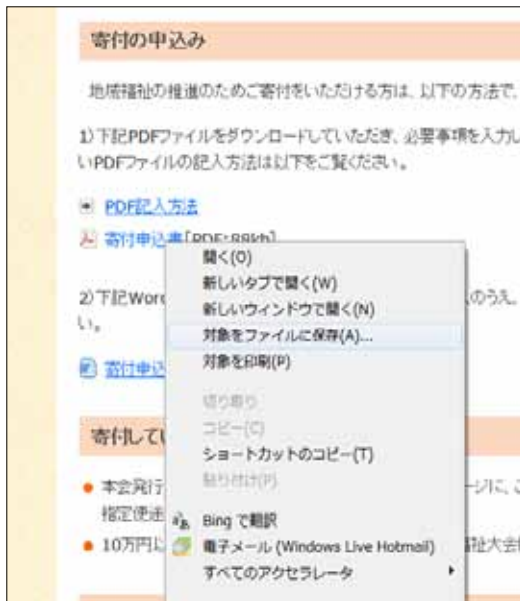 寄付の申込み
地域福祉の推進のためご寄付をいただける方は、以下の方法で、
1)下記PDFファイルをダウンロードしていただき、必要事項を入力し
いPDFファイルの記入方法は以下をご覧ください。
PDF記入方法
寄付申込書[PDF:88kb]
開く(O)
新しいタブで開く(W)
2)下記Wor
新しいウィンドウで開く(N)
のうえ、
い。
対象をファイルに保存(A)...
対象を印刷(P)
寄付申込
切り取り
コピー(C)
寄付して
ショートカットのコピー(T)
貼り付け(P)
本会発行
ージに、こ
指定使途
Bing で翻訳
10万円以
電子メール (Windows Live Hotmail)
福祉大会
すべてのアクセラレータ